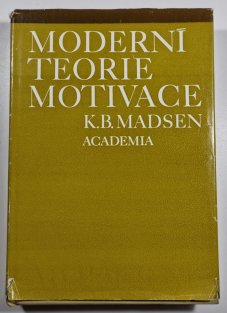 MODERNÍ
TEORIE
MOTIVACE
K.B.MADSEN
ACADEMIA